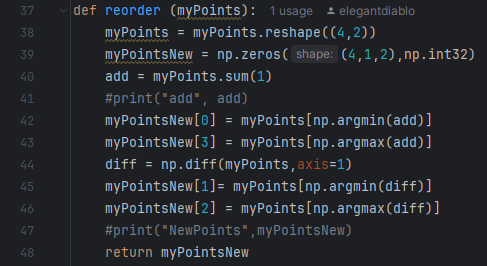 37 def reorder (myPoints): 1 usage elegantdiablo
38     myPoints = myPoints.reshape((4,2))
39     myPointsNew = np.zeros( shape: (4,1,2),np.int32)
40     add = myPoints.sum(1)
41     #print("add", add)
42     myPointsNew[0] = myPoints[np.argmin(add)]
43     myPointsNew[3] = myPoints[np.argmax(add)]
44     diff = np.diff(myPoints,axis=1)
45     myPointsNew[1]= myPoints[np.argmin(diff)]
46     myPointsNew[2] = myPoints[np.argmax(diff)]
47     #print("NewPoints",myPointsNew)
48     return myPointsNew